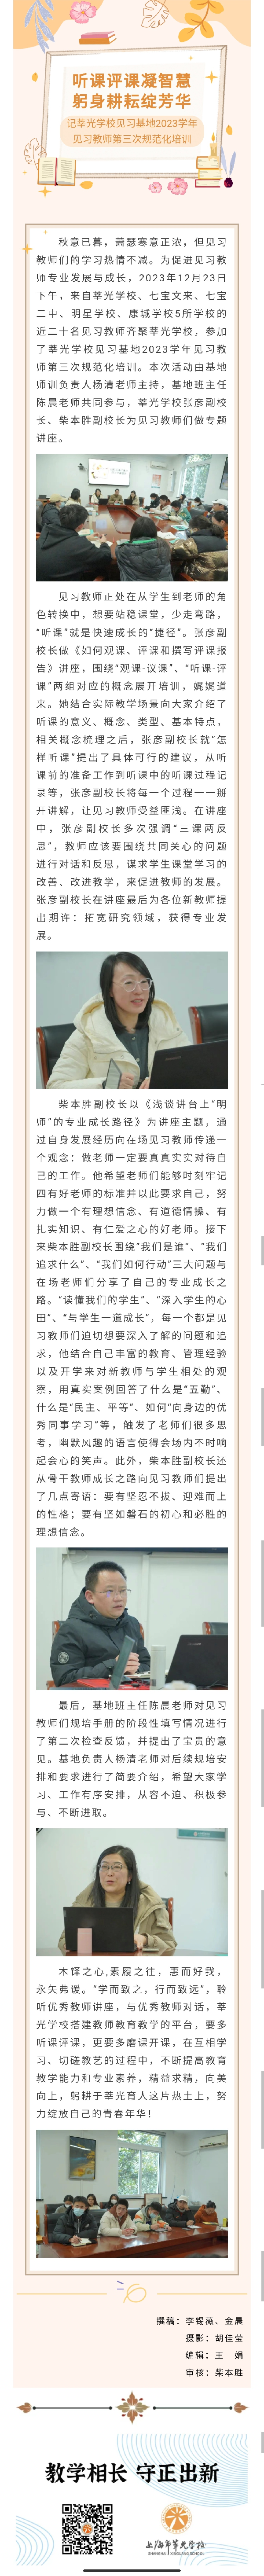 听课评课凝智慧
躬身耕耘绽芳华
记莘光学校见习基地2023学年
见习教师第三次规范化培训
秋意已暮，萧瑟寒意正浓，但见习
教师们的学习热情不减。为促进见习教
师专业发展与成长，2023年12月23日
下午，来自莘光学校、七宝文来、七宝
二中、明星学校、康城学校5所学校的
近二十名见习教师齐聚莘光学校，参加
了莘光学校见习基地2023学年见习教
师第三次规范化培训。本次活动由基地
师训负责人杨清老师主持，基地班主任
陈晨老师共同参与，莘光学校张彦副校
长、柴本胜副校长为见习教师们做专题
讲座。
见习教师正处在从学生到老师的角
色转换中，想要站稳课堂，少走弯路，
“听课”就是快速成长的“捷径”。张彦副
校长做《如何观课、评课和撰写评课报
告》讲座，围绕“观课-议课”、“听课-评
课”两组对应的概念展开培训，娓娓道
来。她结合实际教学场景向大家介绍了
听课的意义、概念、类型、基本特点，
相关概念梳理之后，张彦副校长就“怎
样听课”提出了具体可行的建议，从听
课前的准备工作到听课中的听课过程记
录等，张彦副校长将每一个过程一一掰
开讲解，让见习教师受益匪浅。在讲座
中，张彦副校长多次强调“三课两反
思”，教师应该要围绕共同关心的问题
进行对话和反思，谋求学生课堂学习的
改善、改进教学，来促进教师的发展。
张彦副校长在讲座最后为各位新教师提
出期许：拓宽研究领域，获得专业发
展。
柴本胜副校长以《浅谈讲台上“明
师”的专业成长路径》为讲座主题，通
过自身发展经历向在场见习教师传递一
个观念：做老师一定要真真实实对待自
己的工作。他希望老师们能够时刻牢记
四有好老师的标准并以此要求自己，努
力做一个有理想信念、有道德情操、有
扎实知识、有仁爱之心的好老师。接下
来柴本胜副校长围绕“我们是谁”、“我们
追求什么”、“我们如何行动”三大问题与
在场老师们分享了自己的专业成长之
路。“读懂我们的学生”、“深入学生的心
田”、“与学生一道成长”，每一个都是见
习教师们迫切想要深入了解的问题和追
求，他结合自己丰富的教育、管理经验
以及开学来对新教师与学生相处的观
察，用真实案例回答了什么是“五勤”、
什么是“民主、平等”、如何“向身边的优
秀同事学习”等，触发了老师们很多思
考，幽默风趣的语言使得会场内不时响
起会心的笑声。此外，柴本胜副校长还
从骨干教师成长之路向见习教师们提出
了几点寄语：要有坚忍不拔、迎难而上
的性格；要有坚如磐石的初心和必胜的
理想信念。
最后，基地班主任陈晨老师对见习
教师们规培手册的阶段性填写情况进行
了第二次检查反馈，并提出了宝贵的意
见。基地负责人杨清老师对后续规培安
排和要求进行了简要介绍，希望大家学
习、工作有序安排，从容不迫、积极参
与、不断进取。
木铎之心,素履之往，惠而好我，
永矢弗谖。“学而致之，行而致远”，聆
听优秀教师讲座，与优秀教师对话，莘
光学校搭建教师教育教学的平台，要多
听课评课，更要多磨课开课，在互相学
习、切磋教艺的过程中，不断提高教育
教学能力和专业素养，精益求精，向美
向上，躬耕于莘光育人这片热土上，努
力绽放自己的青春年华！
撰稿：李锡薇、金晨
摄影：胡佳莹
编辑：王　娟
审核：柴本胜
教学相长 守正出新
上海市莘光学校
SHANGHAI XINGUANG SCHOOL